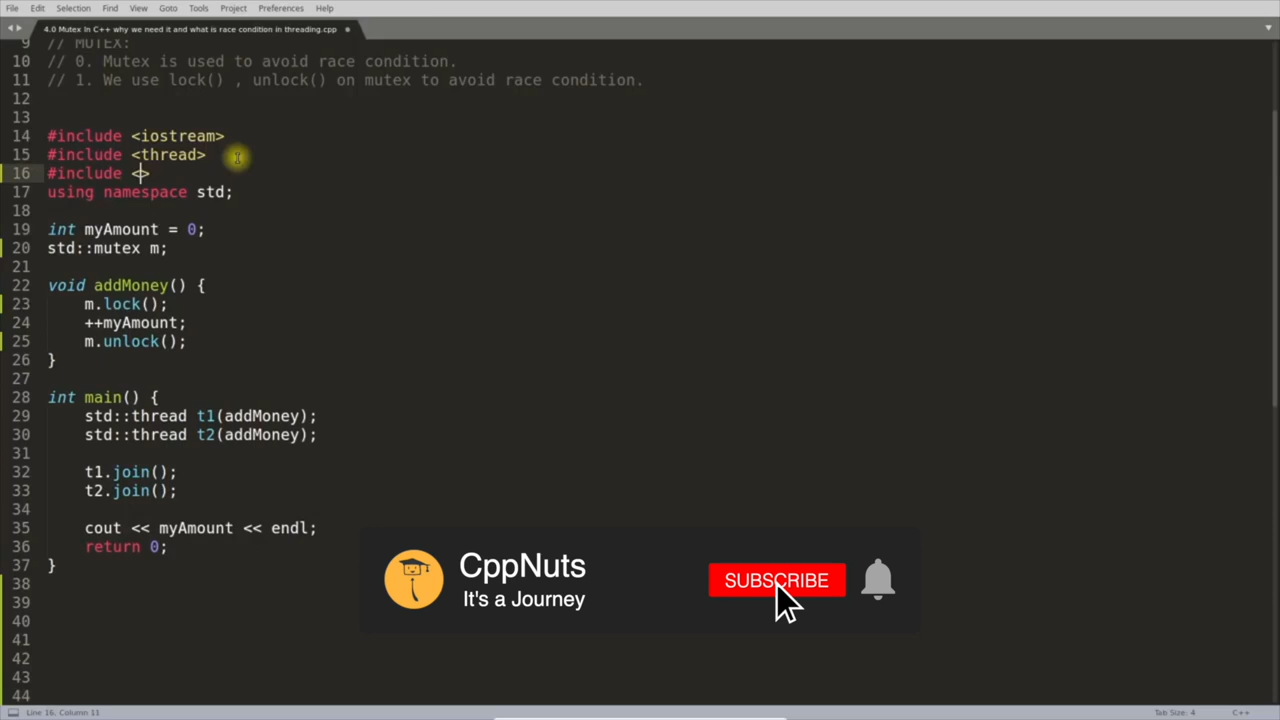 File Edit Selection Find View Goto Tools Project Preferences Help
4.0 Mutex In C++ why we need it and what is race condition in threading.cpp
9 // MUTEX:
10 // 0. Mutex is used to avoid race condition.
11 // 1. We use lock() , unlock() on mutex to avoid race condition.
12
13
14 #include <iostream>
15 #include <thread>
16 #include <>
17 using namespace std;
18
19 int myAmount = 0;
20 std::mutex m;
21
22 void addMoney() {
23     m.lock();
24     ++myAmount;
25     m.unlock();
26 }
27
28 int main() {
29     std::thread t1(addMoney);
30     std::thread t2(addMoney);
31
32     t1.join();
33     t2.join();
34
35     cout << myAmount << endl;
36     return 0;
37 }
38
39
40
41
42
43
44
CppNuts
It's a Journey
SUBSCRIBE
Line 16, Column 11 Tab Size: 4 C++